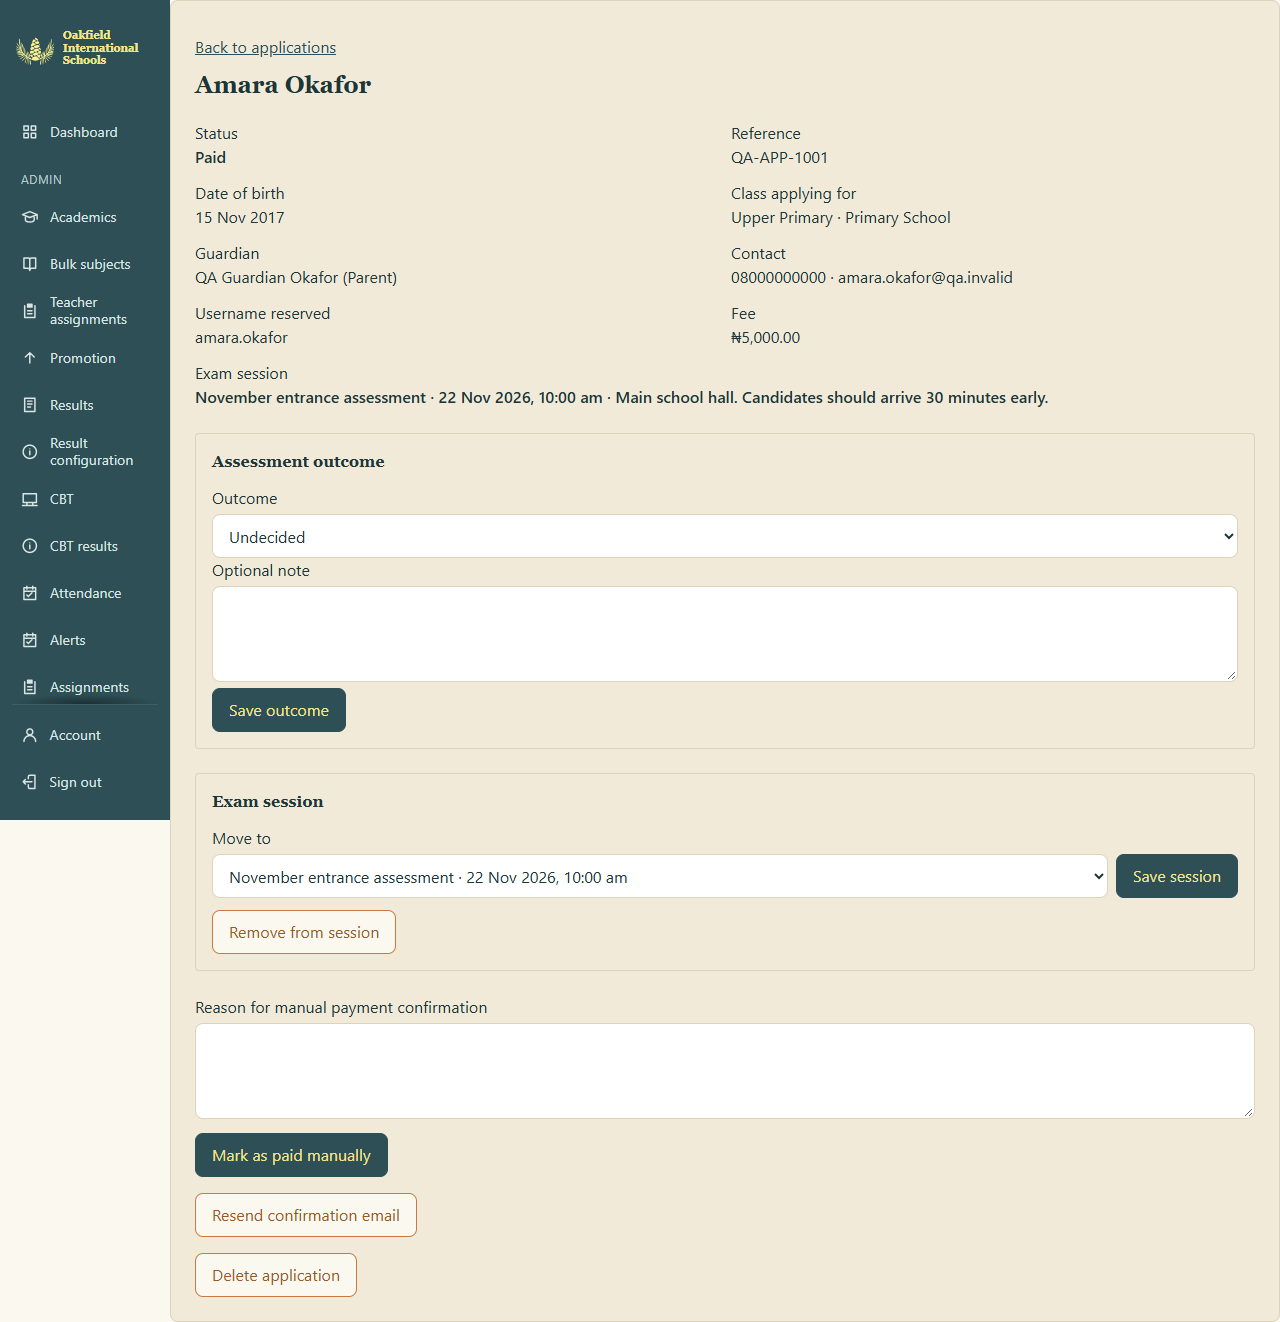 Oakfield
International
Schools
Dashboard
ADMIN
Academics
Bulk subjects
Teacher
assignments
Promotion
Results
Result
configuration
CBT
CBT results
Attendance
Alerts
Assignments
Account
Sign out
Back to applications
Amara Okafor
Status
Paid
Reference
QA-APP-1001
Date of birth
15 Nov 2017
Class applying for
Upper Primary · Primary School
Guardian
QA Guardian Okafor (Parent)
Contact
08000000000 · amara.okafor@qa.invalid
Username reserved
amara.okafor
Fee
₦5,000.00
Exam session
November entrance assessment · 22 Nov 2026, 10:00 am · Main school hall. Candidates should arrive 30 minutes early.
Assessment outcome
Outcome
Undecided
Optional note
Save outcome
Exam session
Move to
November entrance assessment · 22 Nov 2026, 10:00 am
Save session
Remove from session
Reason for manual payment confirmation
Mark as paid manually
Resend confirmation email
Delete application